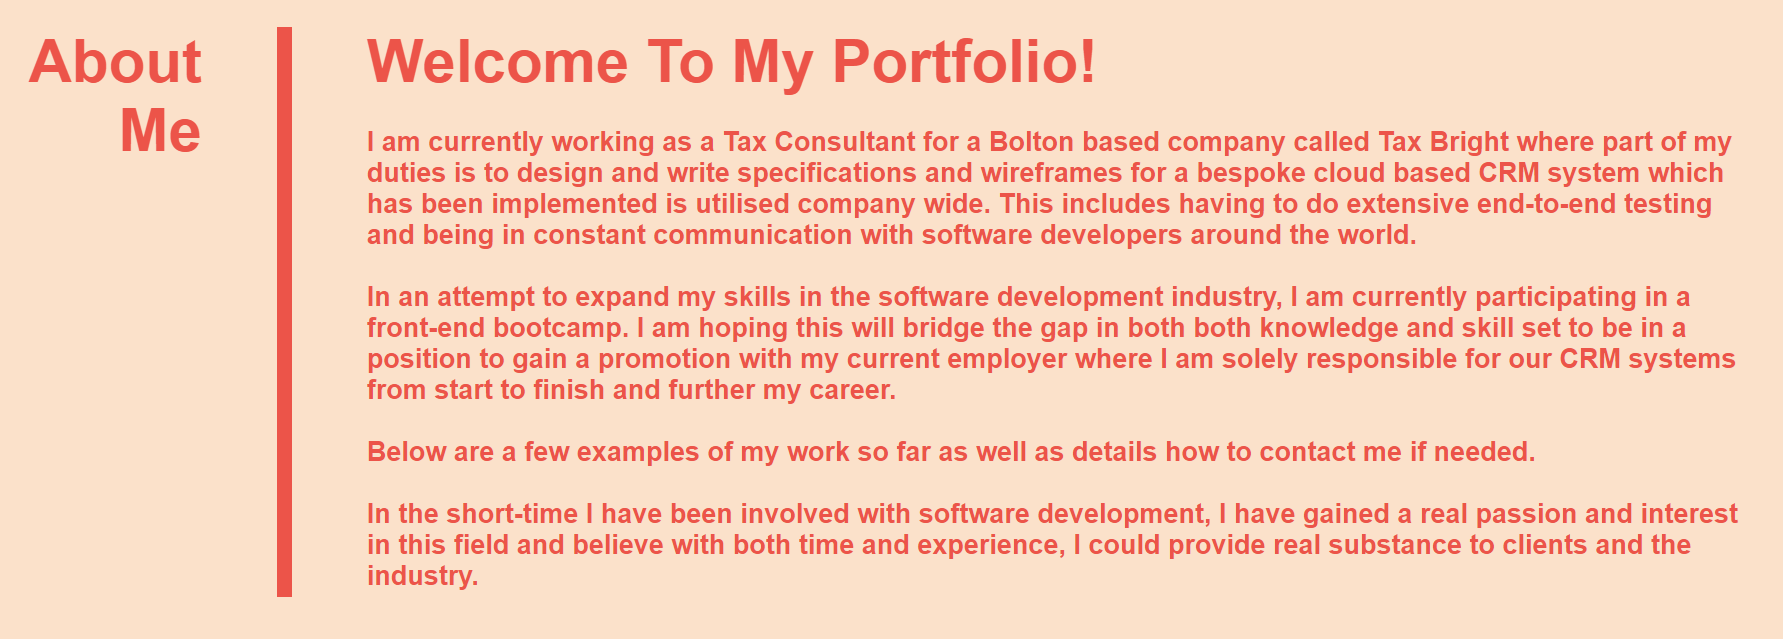 About
Me
Welcome To My Portfolio!
I am currently working as a Tax Consultant for a Bolton based company called Tax Bright where part of my
duties is to design and write specifications and wireframes for a bespoke cloud based CRM system which
has been implemented is utilised company wide. This includes having to do extensive end-to-end testing
and being in constant communication with software developers around the world.
In an attempt to expand my skills in the software development industry, I am currently participating in a
front-end bootcamp. I am hoping this will bridge the gap in both both knowledge and skill set to be in a
position to gain a promotion with my current employer where I am solely responsible for our CRM systems
from start to finish and further my career.
Below are a few examples of my work so far as well as details how to contact me if needed.
In the short-time I have been involved with software development, I have gained a real passion and interest
in this field and believe with both time and experience, I could provide real substance to clients and the
industry.